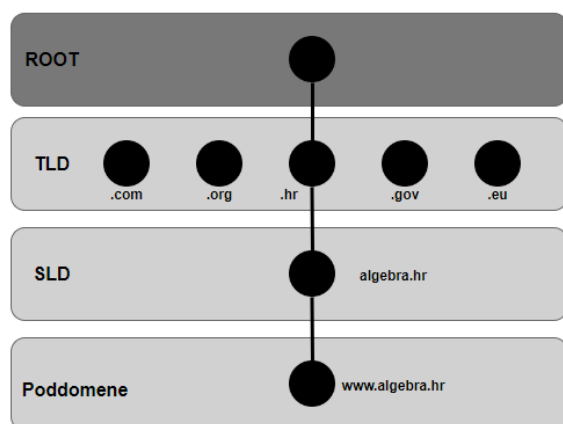 ROOT
TLD
.com
.org
.hr
.gov
.eu
SLD
algebra.hr
Poddomene
www.algebra.hr